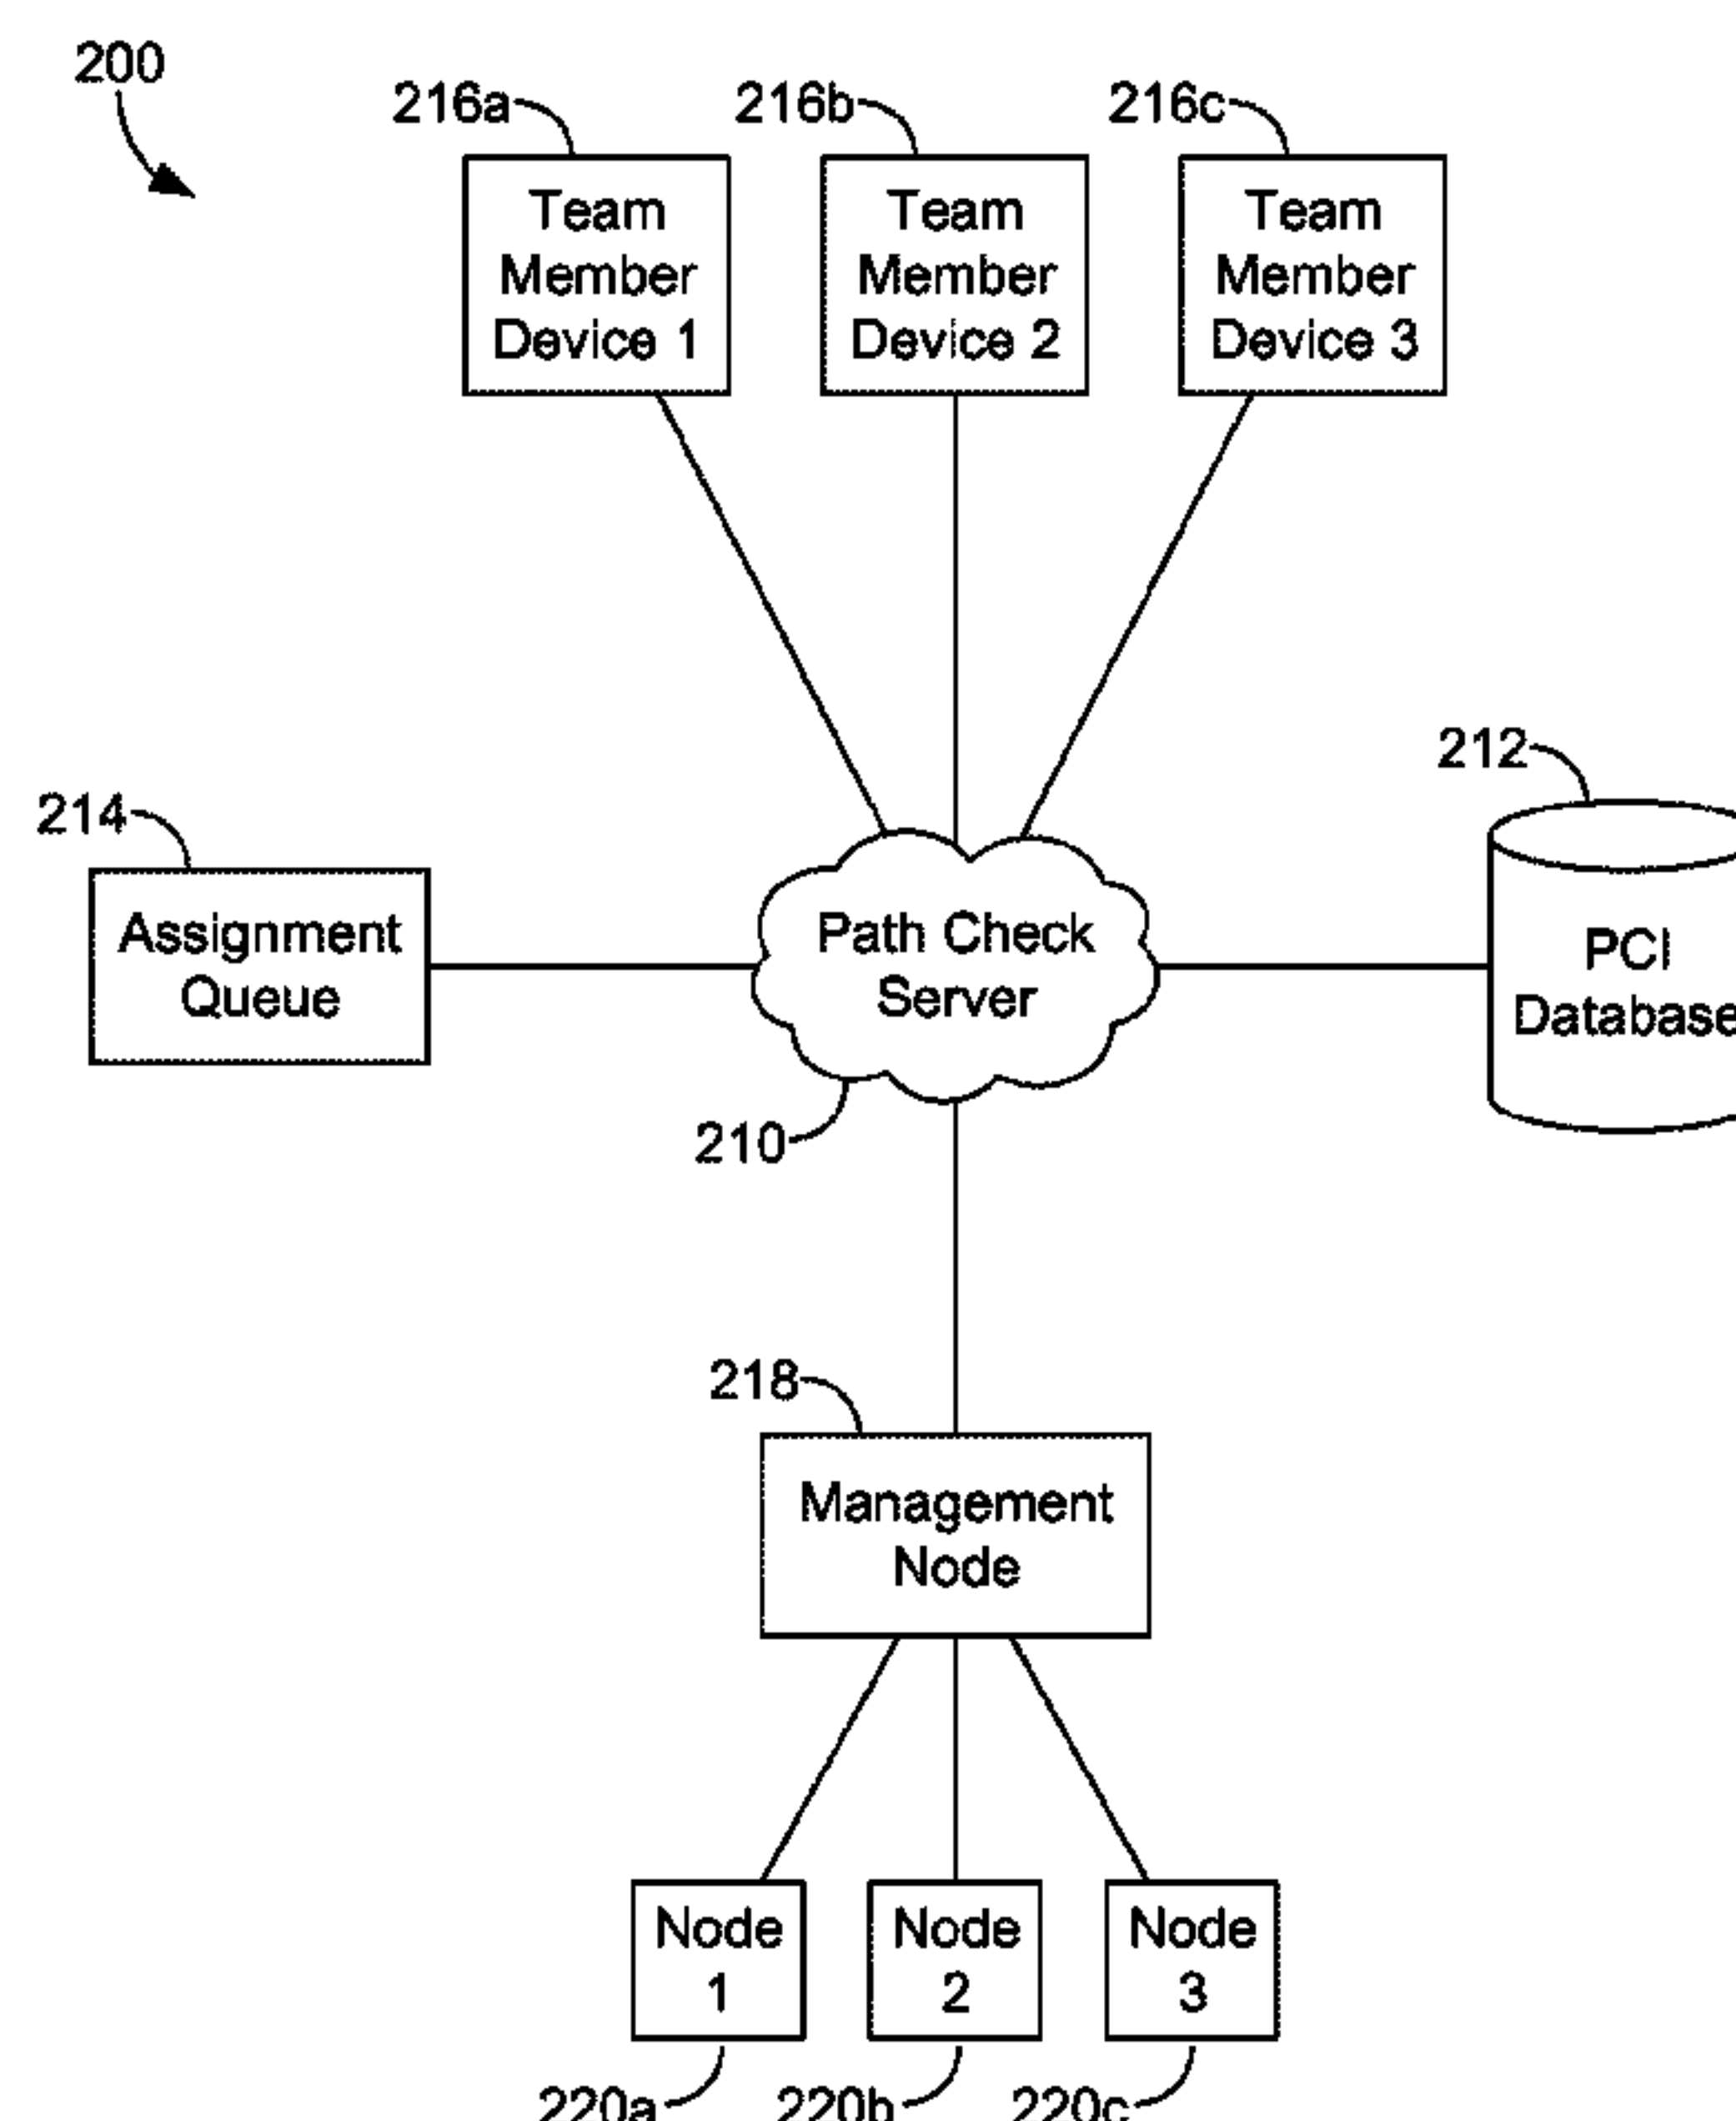 200
216a
216b
216c
Team
Member
Device 1
Team
Member
Device 2
Team
Member
Device 3
212
214
Assignment
Queue
Path Check
Server
PCI
Database
210
218
Management
Node
Node
1
Node
2
Node
3
220a
220b
220c